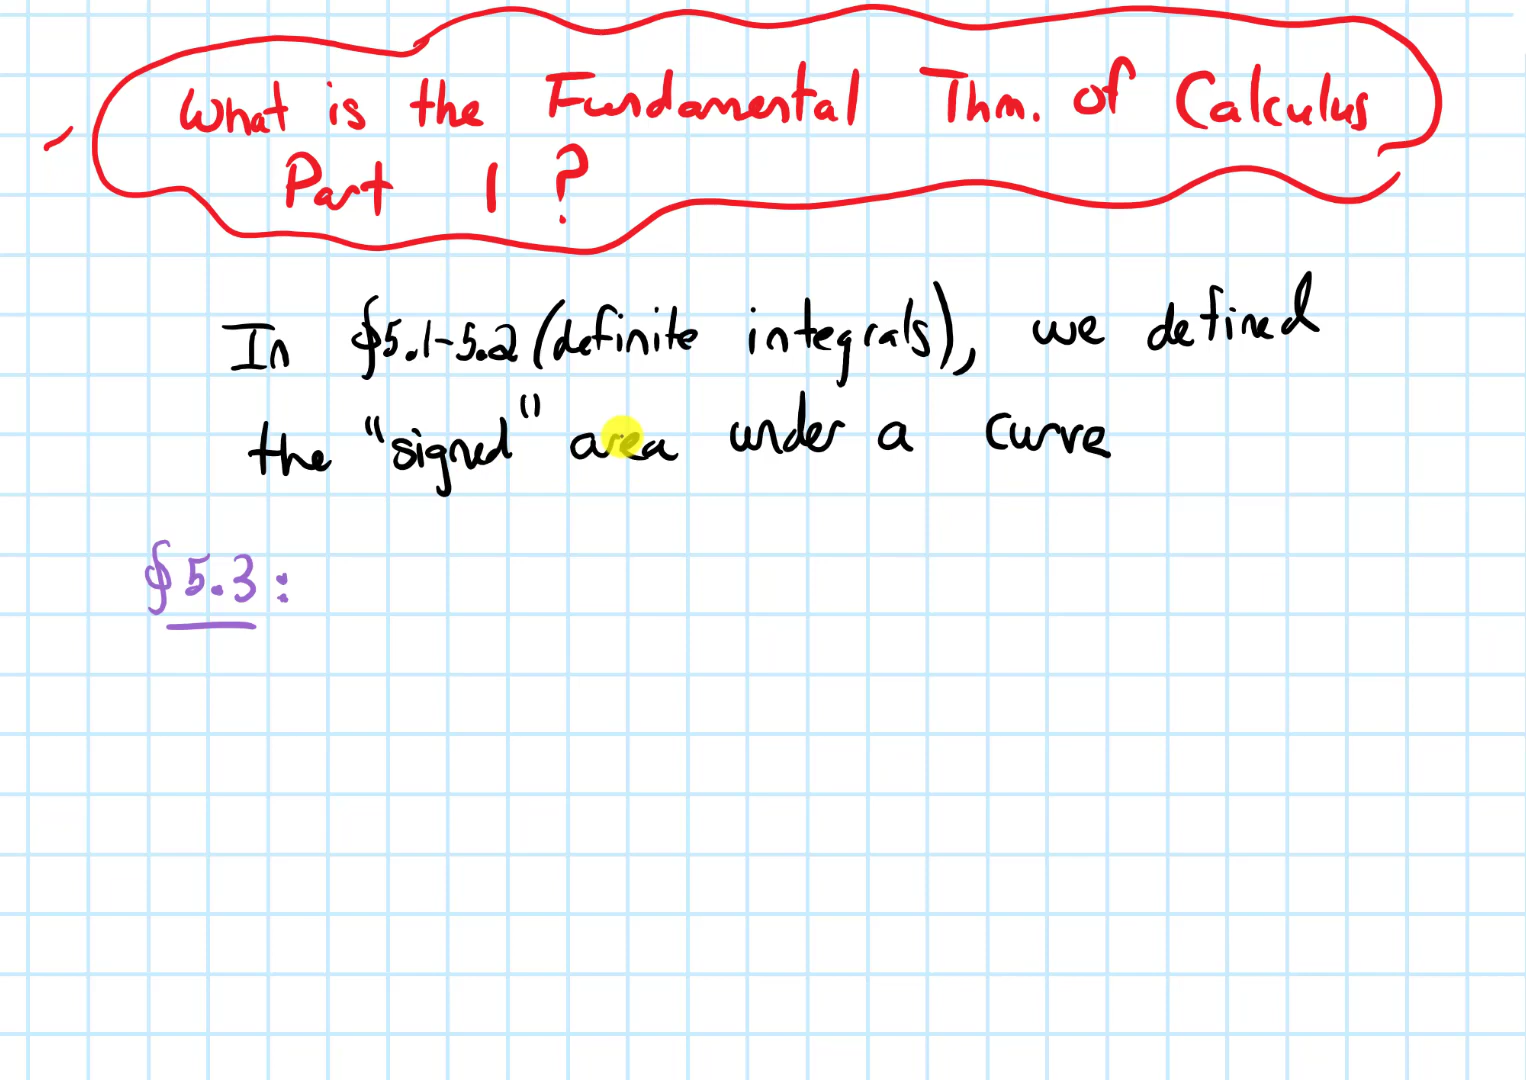 What is the Fundamental Thm. of Calculus
Part 1 ?
In §5.1-5.2 (definite integrals), we defined
the "signed" area under a curve
§5.3: